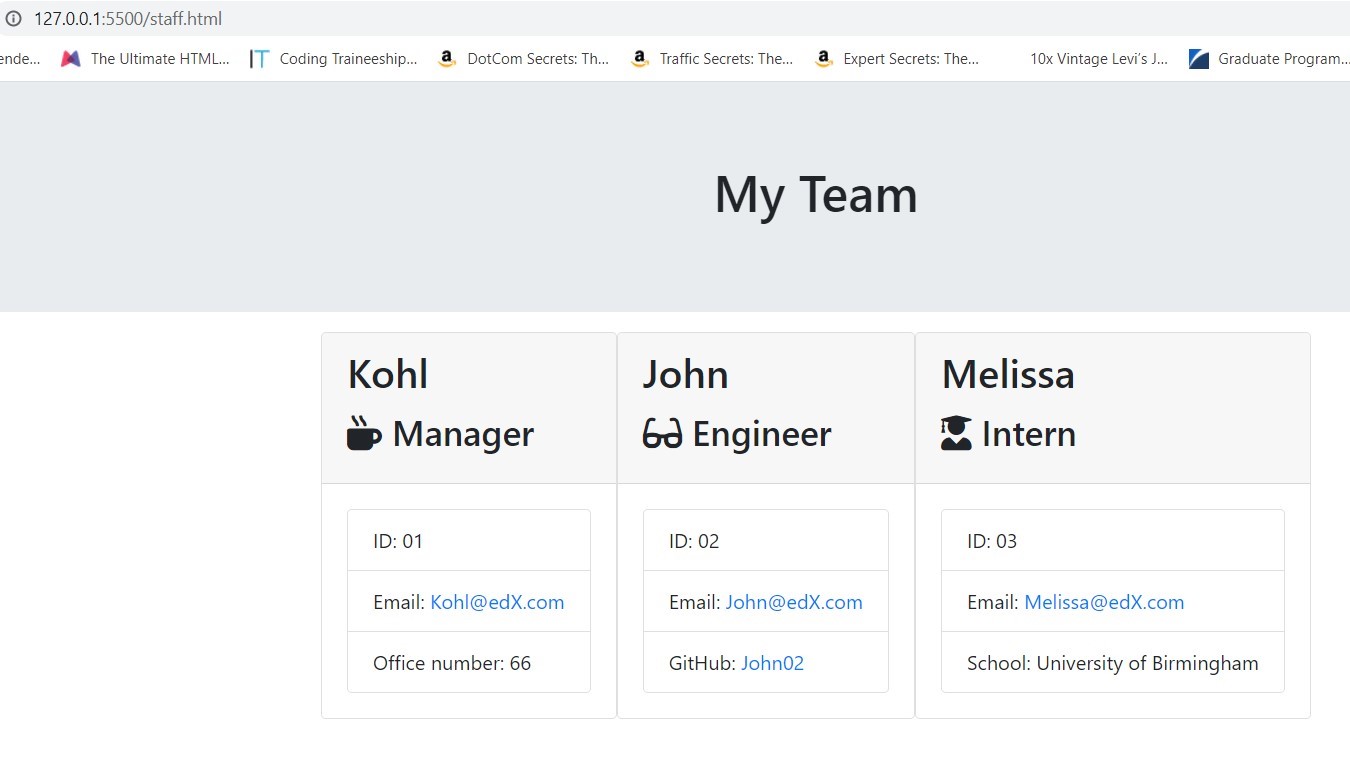 127.0.0.1:5500/staff.html
ende... The Ultimate HTML... Coding Traineeship... DotCom Secrets: Th... Traffic Secrets: The... Expert Secrets: The... 10x Vintage Levi’s J... Graduate Program...
My Team
Kohl
Manager
ID: 01
Email: Kohl@edX.com
Office number: 66
John
Engineer
ID: 02
Email: John@edX.com
GitHub: John02
Melissa
Intern
ID: 03
Email: Melissa@edX.com
School: University of Birmingham